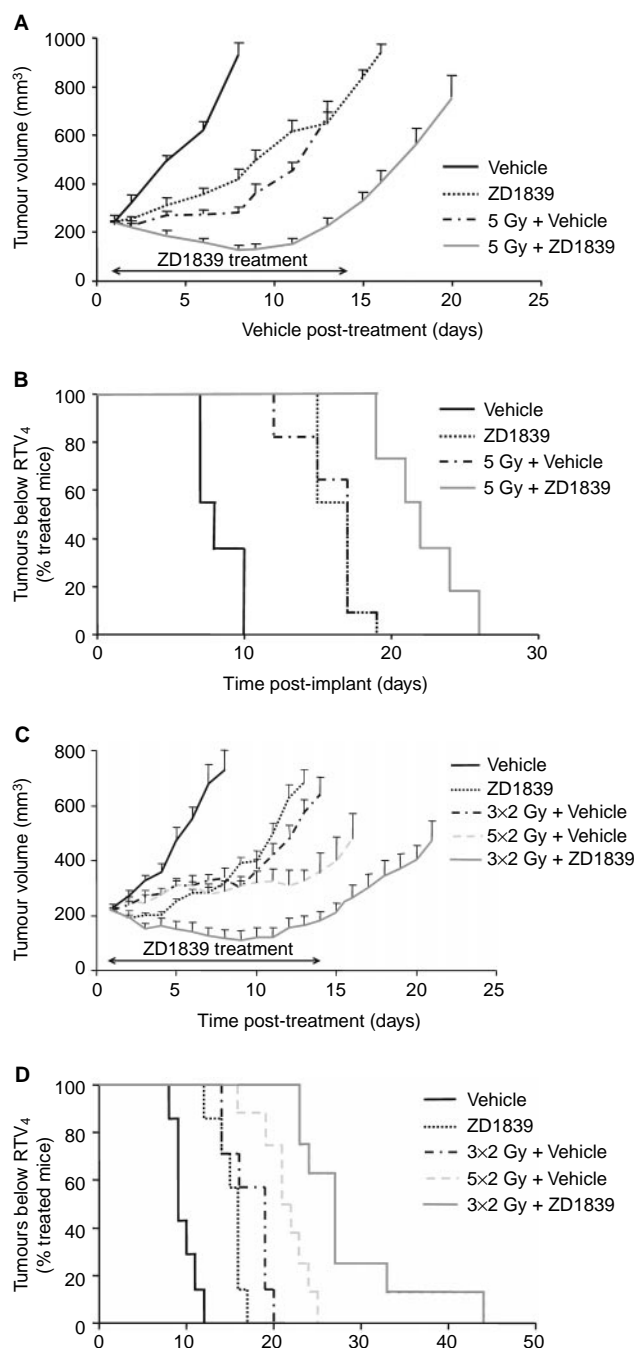 A
Tumour volume (mm³)
1000
800
600
400
200
0
Vehicle
ZD1839
5 Gy + Vehicle
5 Gy + ZD1839
ZD1839 treatment
0 5 10 15 20 25
Vehicle post-treatment (days)
B
Tumours below RTV₄
(% treated mice)
100
80
60
40
20
0
Vehicle
ZD1839
5 Gy + Vehicle
5 Gy + ZD1839
0 10 20 30
Time post-implant (days)
C
Tumour volume (mm³)
800
600
400
200
0
Vehicle
ZD1839
3×2 Gy + Vehicle
5×2 Gy + Vehicle
3×2 Gy + ZD1839
ZD1839 treatment
5 10 15 20 25
Time post-treatment (days)
D
Tumours below RTV₄
(% treated mice)
100
80
60
40
20
0
Vehicle
ZD1839
3×2 Gy + Vehicle
5×2 Gy + Vehicle
3×2 Gy + ZD1839
10 20 30 40 50